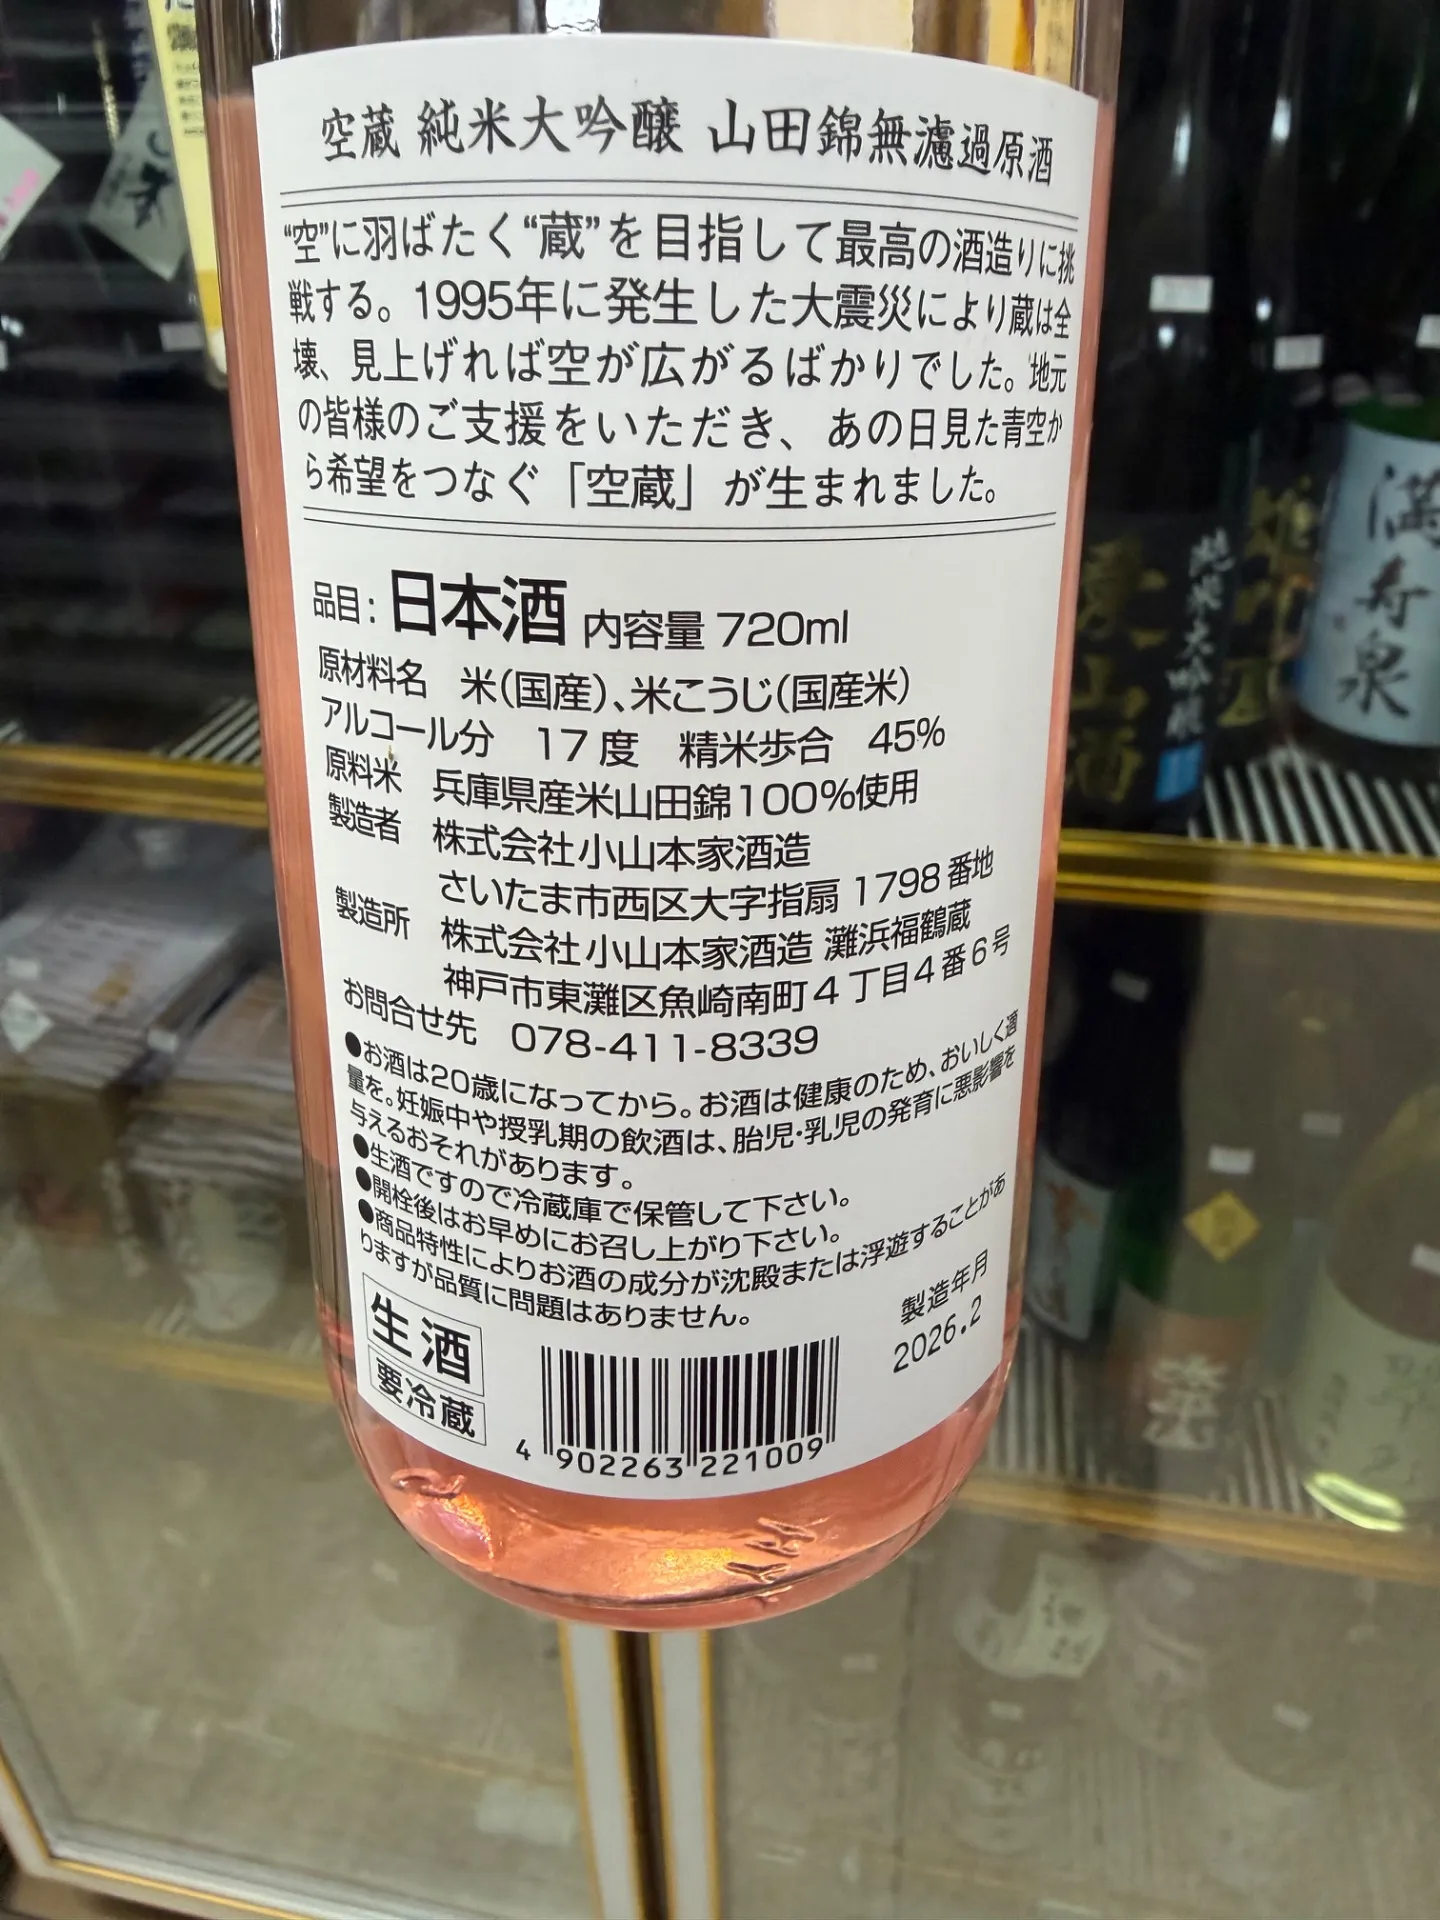 空蔵 純米大吟醸 山田錦無濾過原酒
“空”に羽ばたく“蔵”を目指して最高の酒造りに挑
戦する。1995年に発生した大震災により蔵は全
壊、見上げれば空が広がるばかりでした。地元
の皆様のご支援をいただき、あの日見た青空か
ら希望をつなぐ「空蔵」が生まれました。
品目:日本酒 内容量 720ml
原材料名 米(国産)、米こうじ(国産米)
アルコール分 17度 精米歩合 45%
原料米 兵庫県産米山田錦100%使用
製造者 株式会社小山本家酒造
さいたま市西区大字指扇 1798番地
製造所 株式会社小山本家酒造 灘浜福鶴蔵
神戸市東灘区魚崎南町4丁目4番6号
お問合せ先 078-411-8339
●お酒は20歳になってから。お酒は健康のため、おいしく適
量を。妊娠中や授乳期の飲酒は、胎児・乳児の発育に悪影響を
与えるおそれがあります。
●生酒ですので冷蔵庫で保管して下さい。
●開栓後はお早めにお召し上がり下さい。
●商品特性によりお酒の成分が沈殿または浮遊することがあ
りますが品質に問題はありません。
生酒
要冷蔵
製造年月
2026.2
4 902263 221009
満寿泉
純米大吟醸